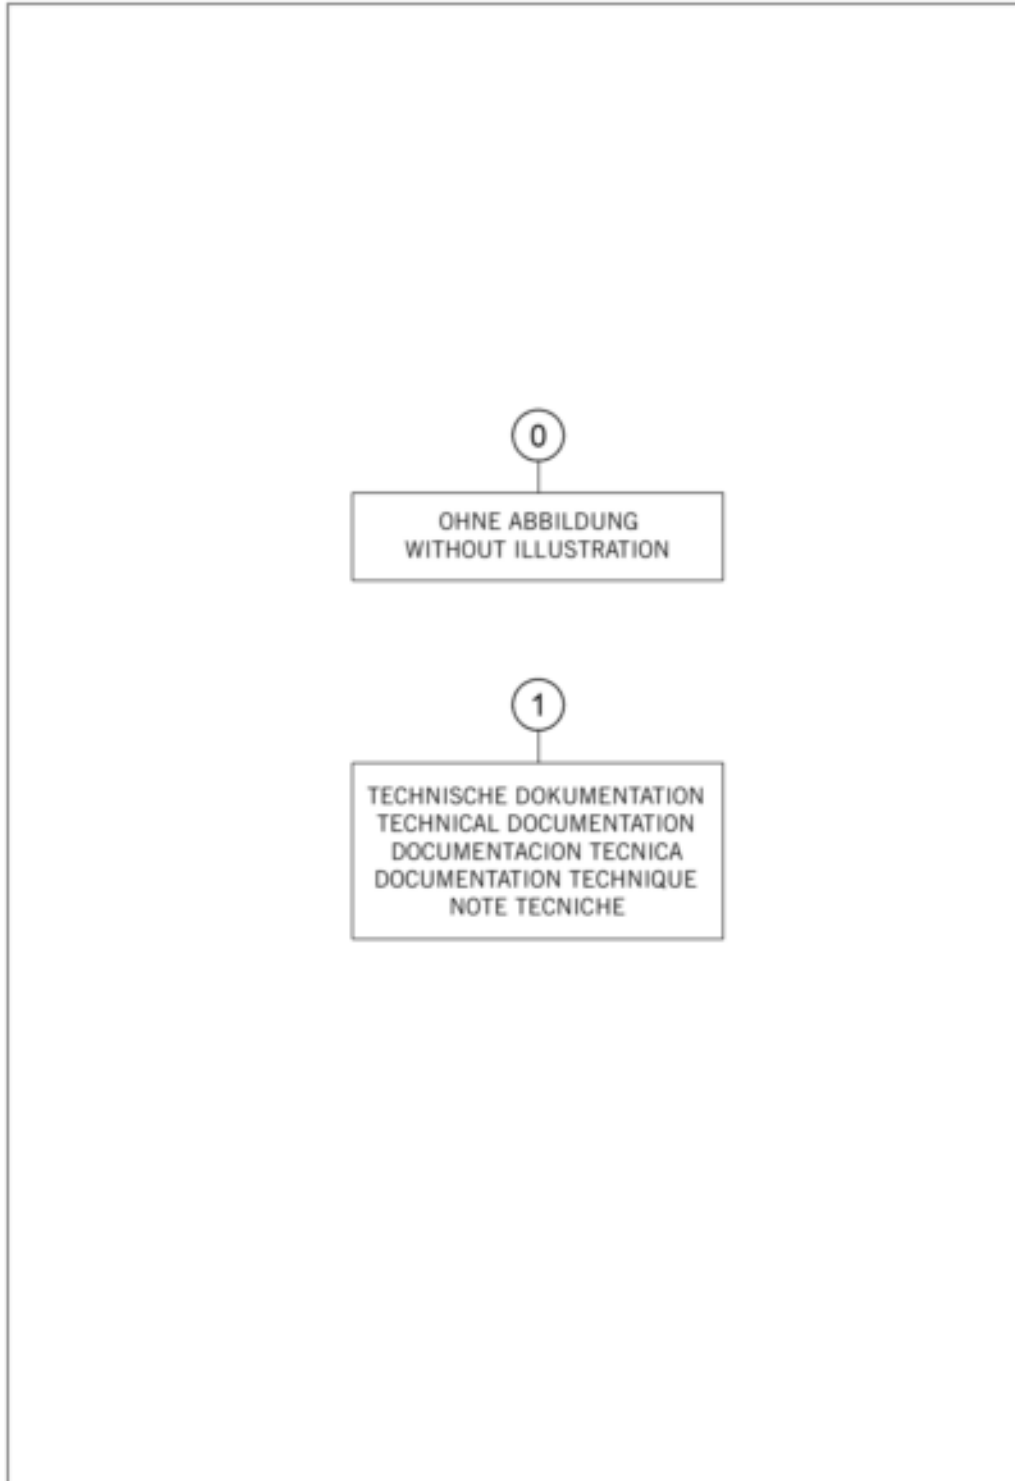 0
OHNE ABBILDUNG
WITHOUT ILLUSTRATION
1
TECHNISCHE DOKUMENTATION
TECHNICAL DOCUMENTATION
DOCUMENTACION TECNICA
DOCUMENTATION TECHNIQUE
NOTE TECNICHE